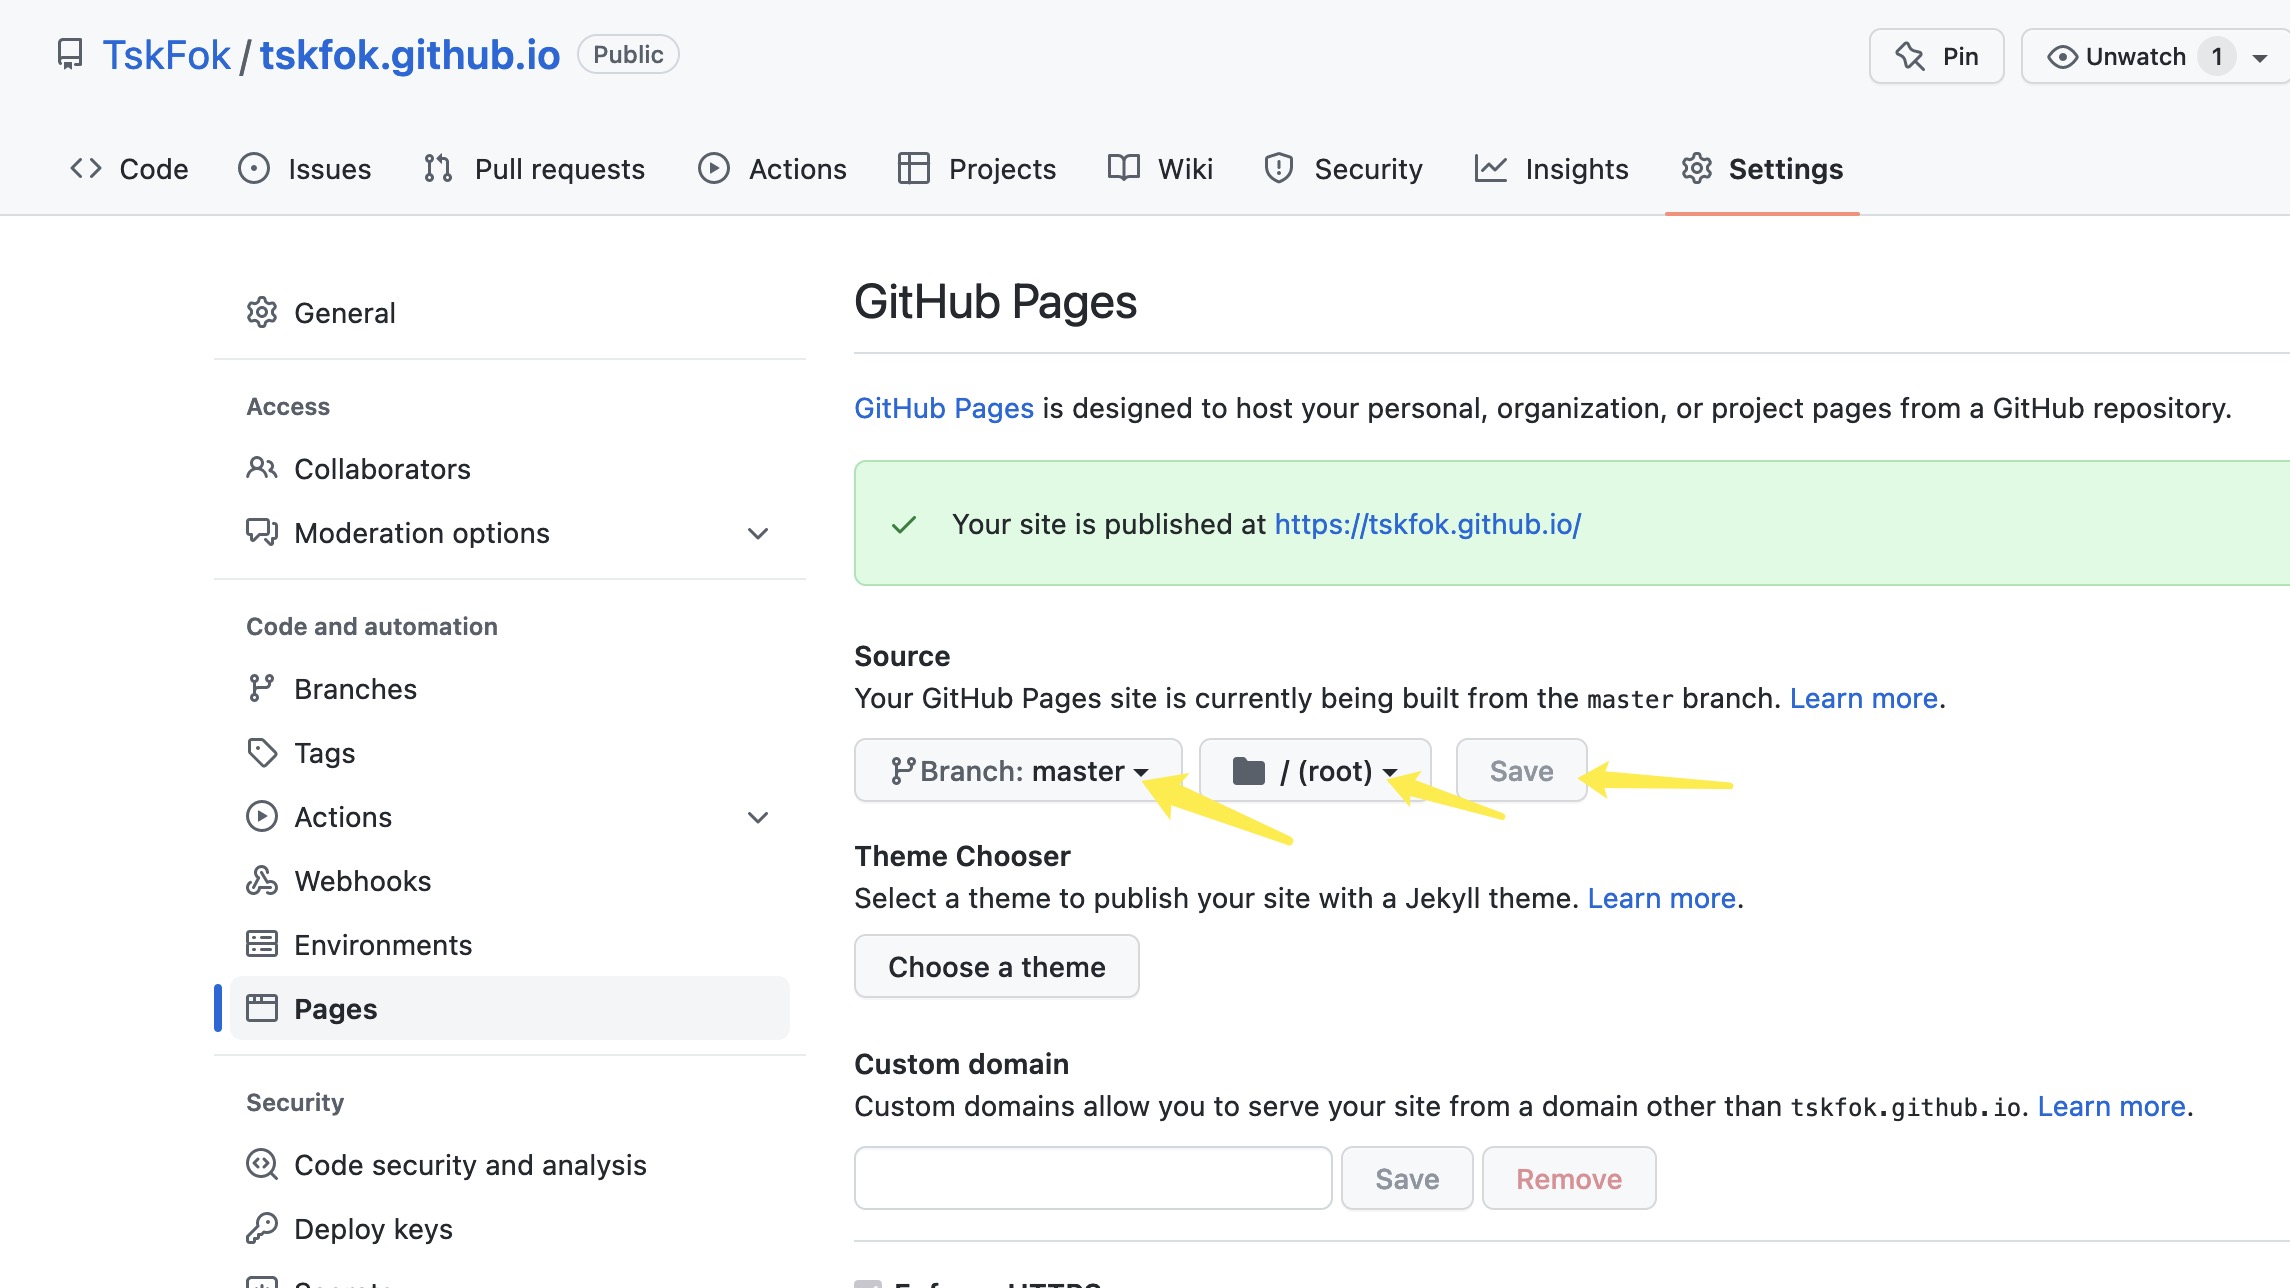 TskFok / tskfok.github.io Public
Pin
Unwatch 1
Code Issues Pull requests Actions Projects Wiki Security Insights Settings
General
Access
Collaborators
Moderation options
Code and automation
Branches
Tags
Actions
Webhooks
Environments
Pages
Security
Code security and analysis
Deploy keys
GitHub Pages
GitHub Pages is designed to host your personal, organization, or project pages from a GitHub repository.
Your site is published at https://tskfok.github.io/
Source
Your GitHub Pages site is currently being built from the master branch. Learn more.
Branch: master / (root) Save
Theme Chooser
Select a theme to publish your site with a Jekyll theme. Learn more.
Choose a theme
Custom domain
Custom domains allow you to serve your site from a domain other than tskfok.github.io. Learn more.
Save Remove